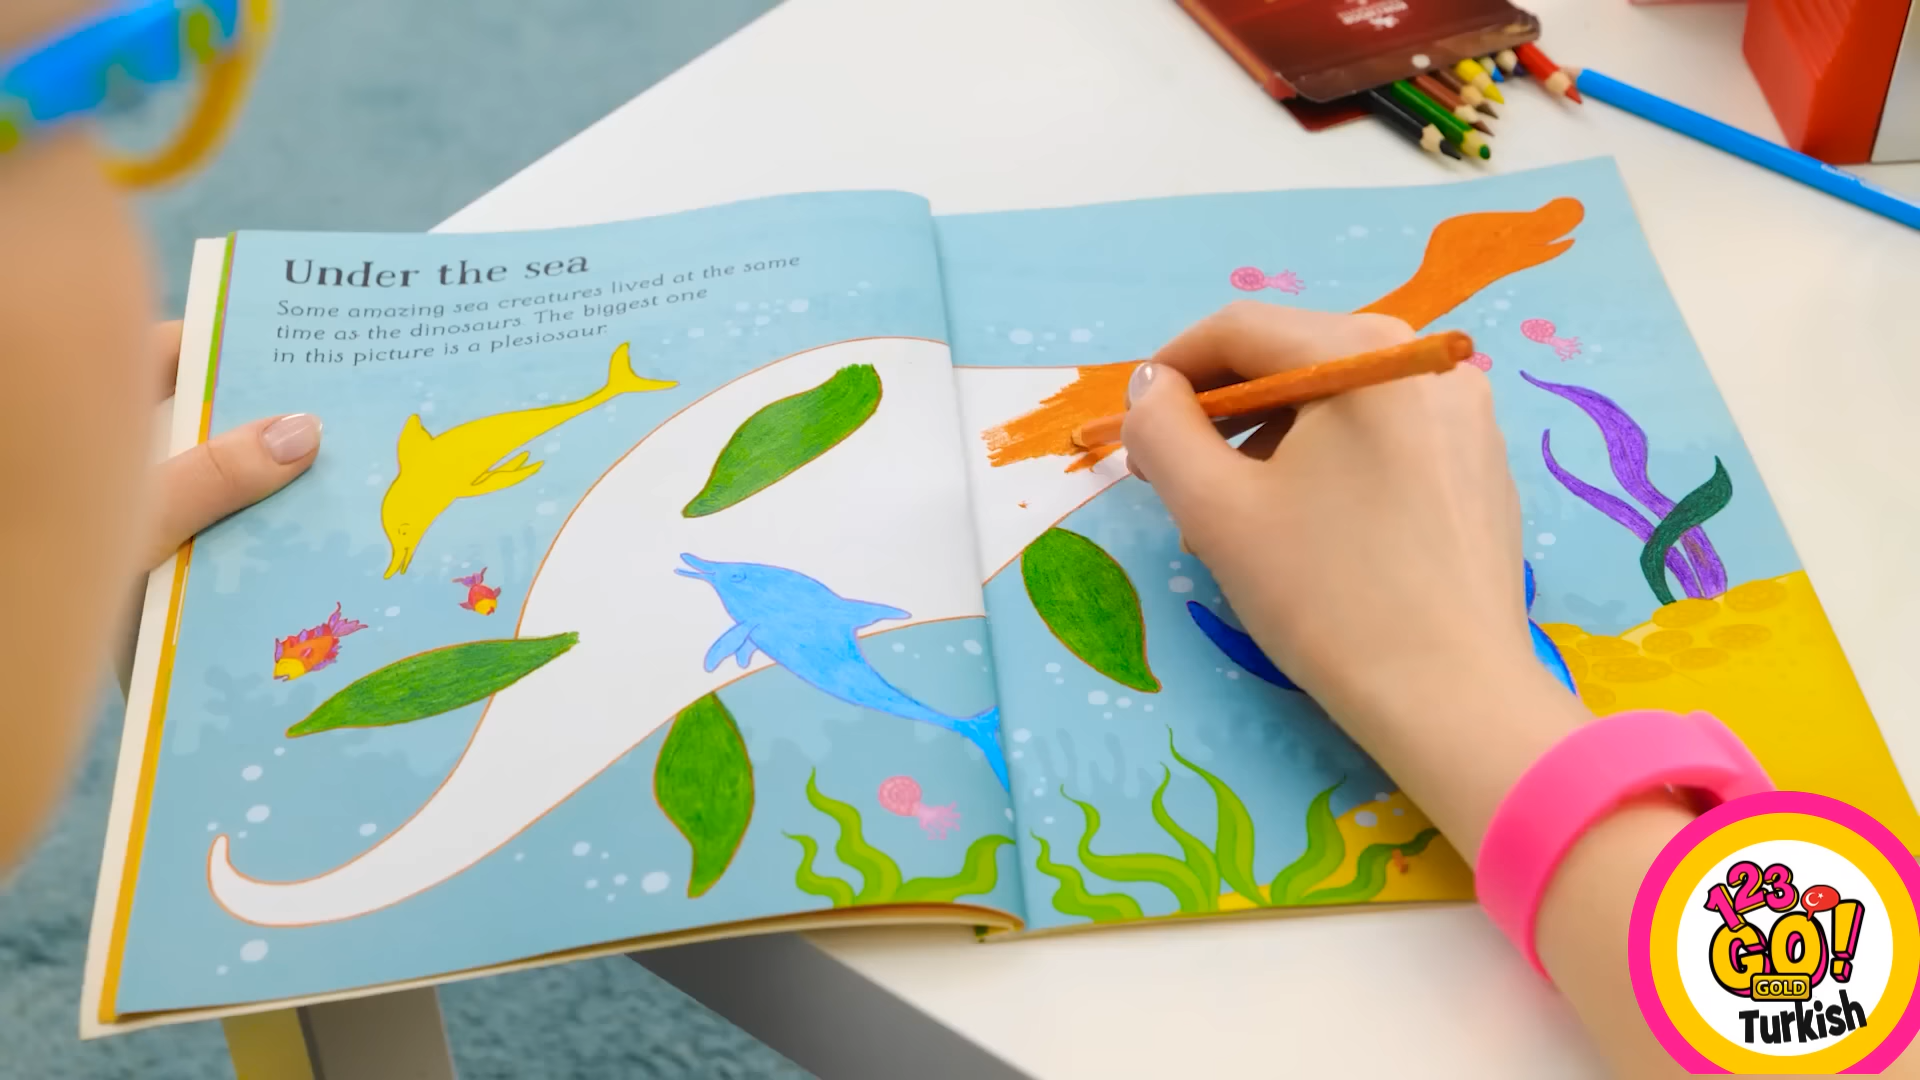 Under the sea
Some amazing sea creatures lived at the same
time as the dinosaurs. The biggest one
in this picture is a plesiosaur.
123
GO!
GOLD
Turkish